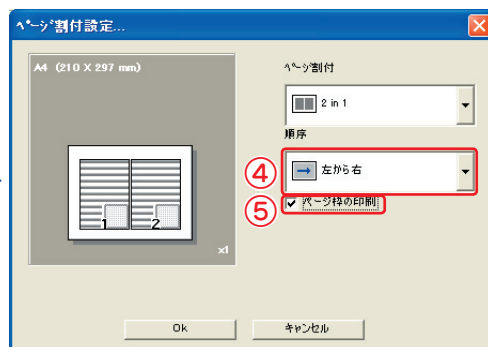 ページ割付設定...
A4 (210 X 297 mm)
1
2
x1
ページ割付
2 in 1
順序
④
左から右
⑤
ページ枠の印刷
Ok
キャンセル